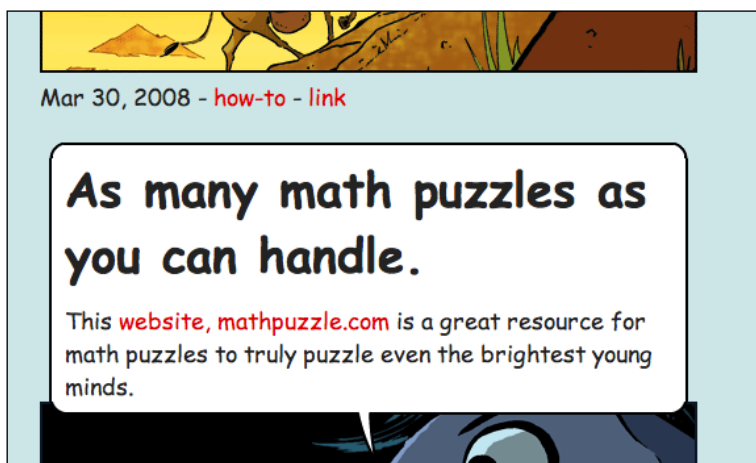 Mar 30, 2008 - how-to - link
As many math puzzles as
you can handle.
This website, mathpuzzle.com is a great resource for
math puzzles to truly puzzle even the brightest young
minds.